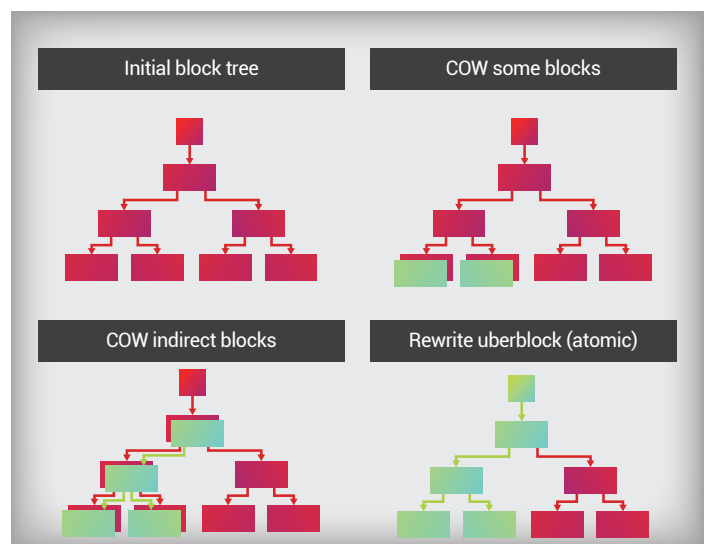 Initial block tree
COW some blocks
COW indirect blocks
Rewrite uberblock (atomic)